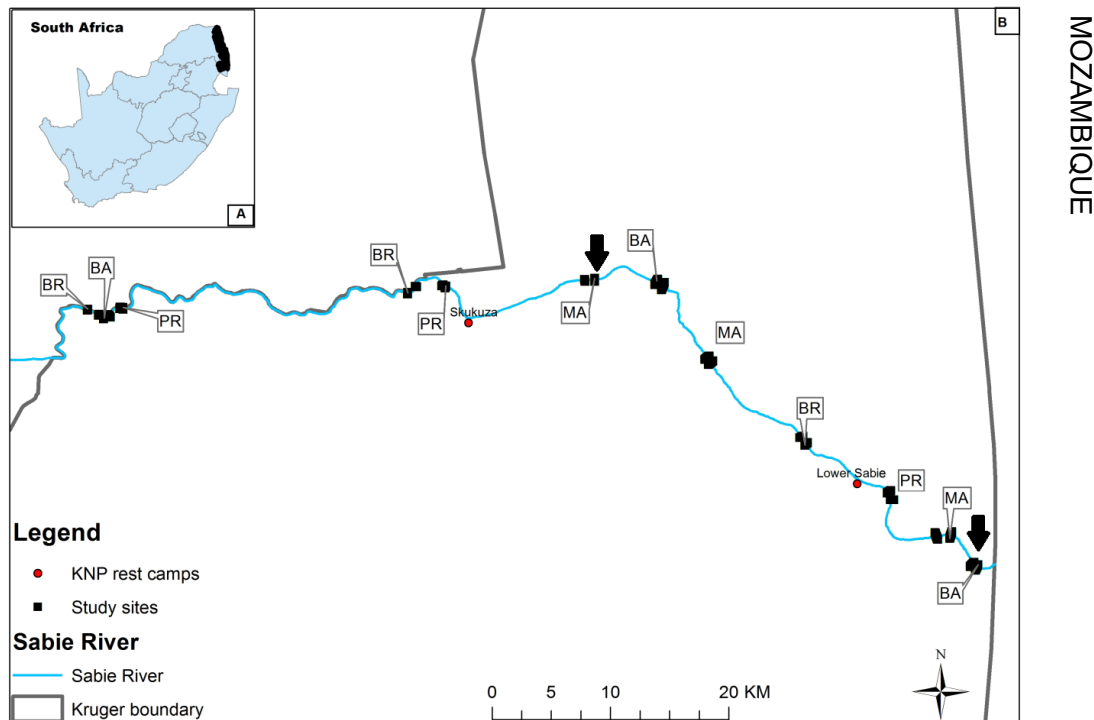 South Africa
A
B
MOZAMBIQUE
BR
BA
PR
BR
PR
Skukuza
MA
BA
MA
BR
Lower Sabie
PR
MA
BA
Legend
KNP rest camps
Study sites
Sabie River
Sabie River
Kruger boundary
0 5 10 20 KM
N